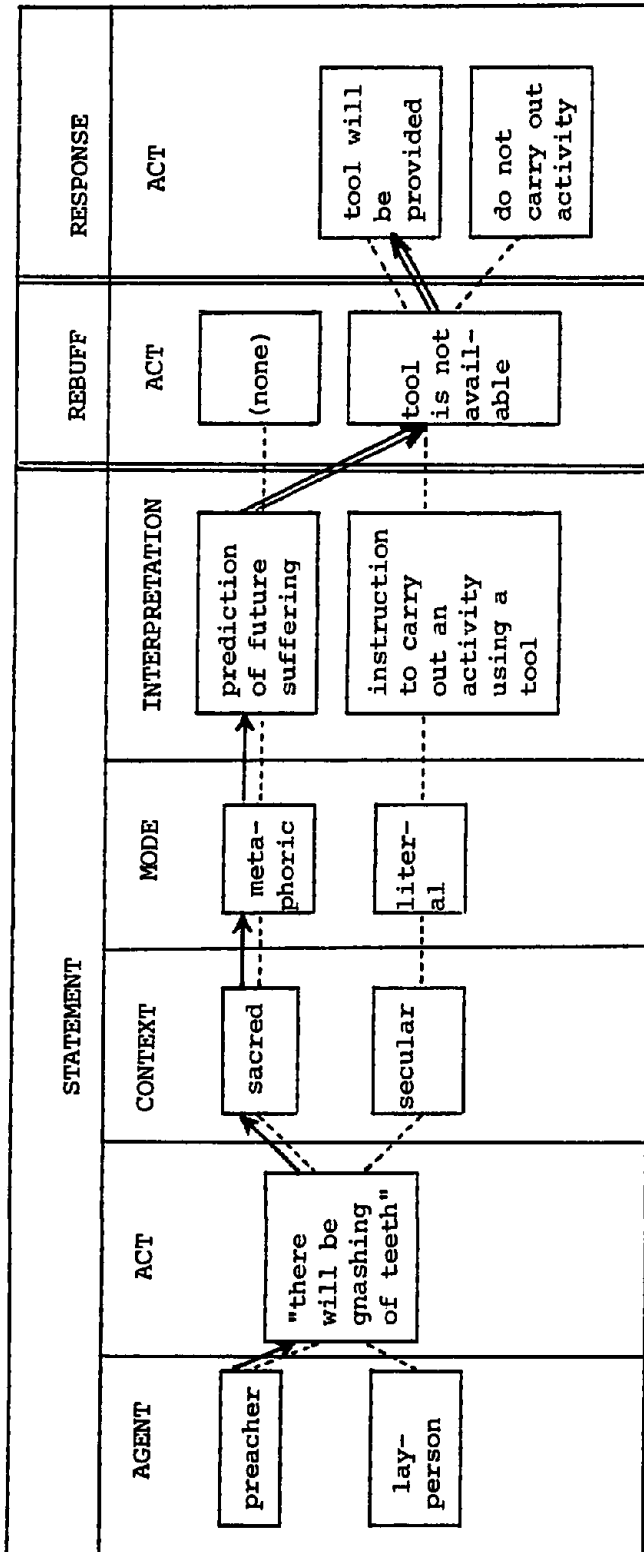 STATEMENT
REBUFF
RESPONSE
AGENT
ACT
CONTEXT
MODE
INTERPRETATION
ACT
ACT
preacher
lay-
person
"there
will be
gnashing
of teeth"
sacred
secular
meta-
phoric
liter-
al
prediction
of future
suffering
instruction
to carry
out an
activity
using a
tool
(none)
tool
is not
avail-
able
tool will
be
provided
do not
carry out
activity